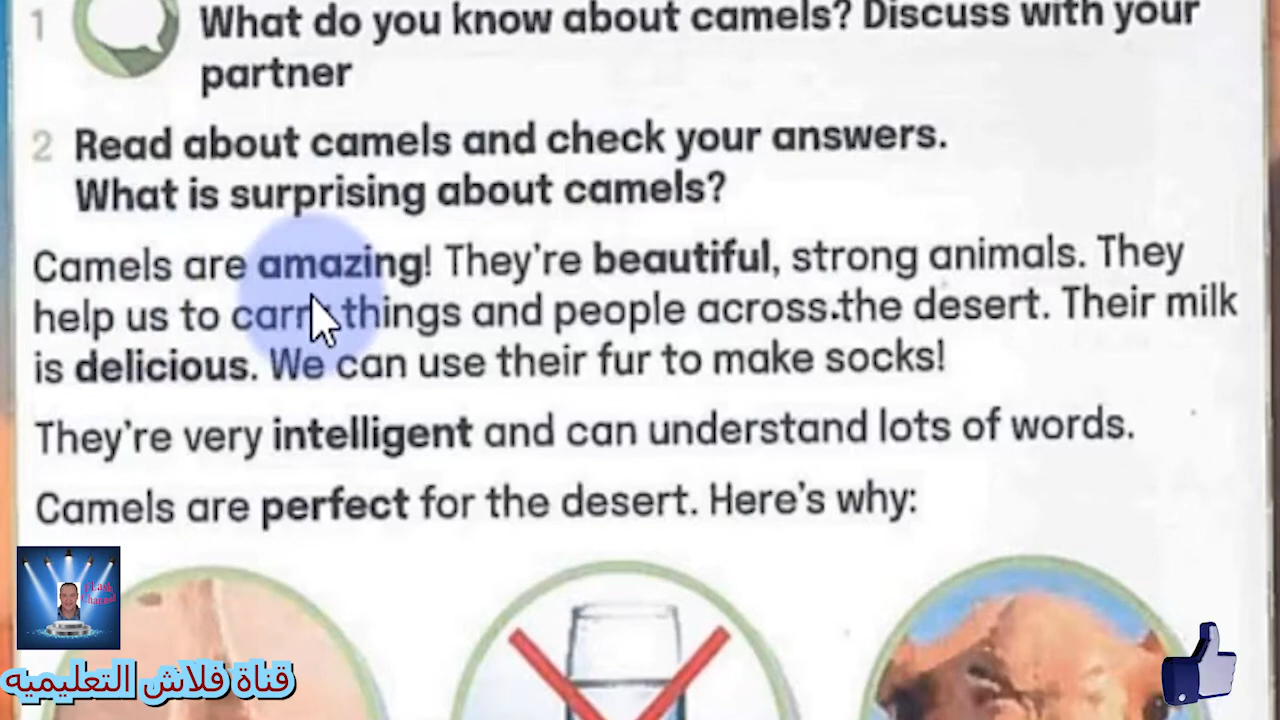 1 What do you know about camels? Discuss with your
partner
2 Read about camels and check your answers.
What is surprising about camels?
Camels are amazing! They're beautiful, strong animals. They
help us to carry things and people across.the desert. Their milk
is delicious. We can use their fur to make socks!
They're very intelligent and can understand lots of words.
Camels are perfect for the desert. Here's why:
fLash
Channel
قناة فلاش التعليميه